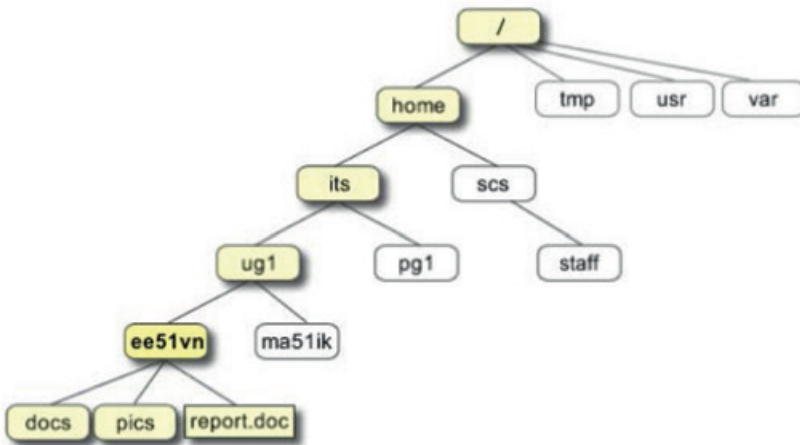 /
home
tmp
usr
var
its
scs
ug1
pg1
staff
ee51vn
ma51ik
docs
pics
report.doc